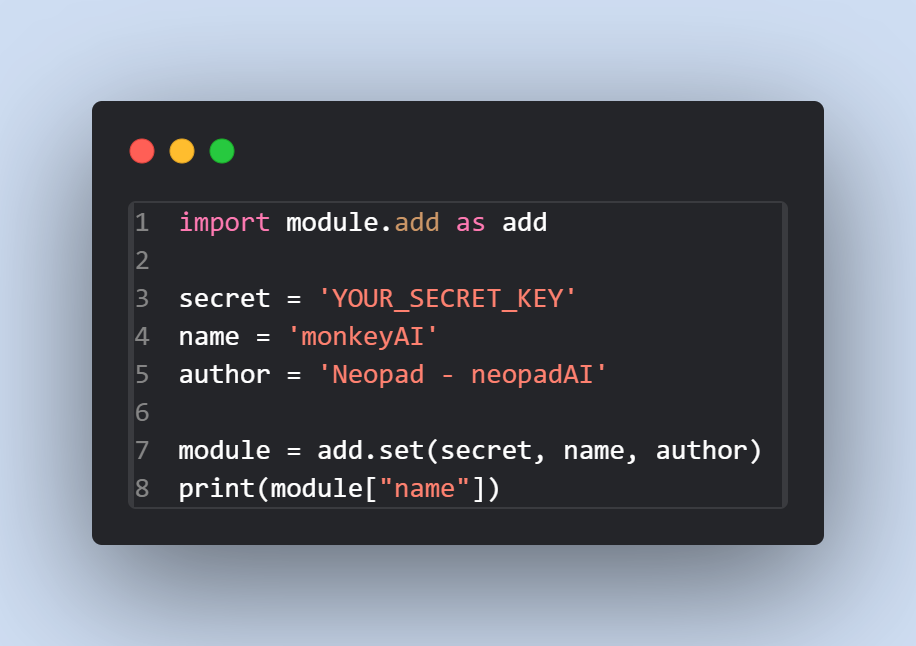 1 import module.add as add
2
3 secret = 'YOUR_SECRET_KEY'
4 name = 'monkeyAI'
5 author = 'Neopad - neopadAI'
6
7 module = add.set(secret, name, author)
8 print(module["name"])